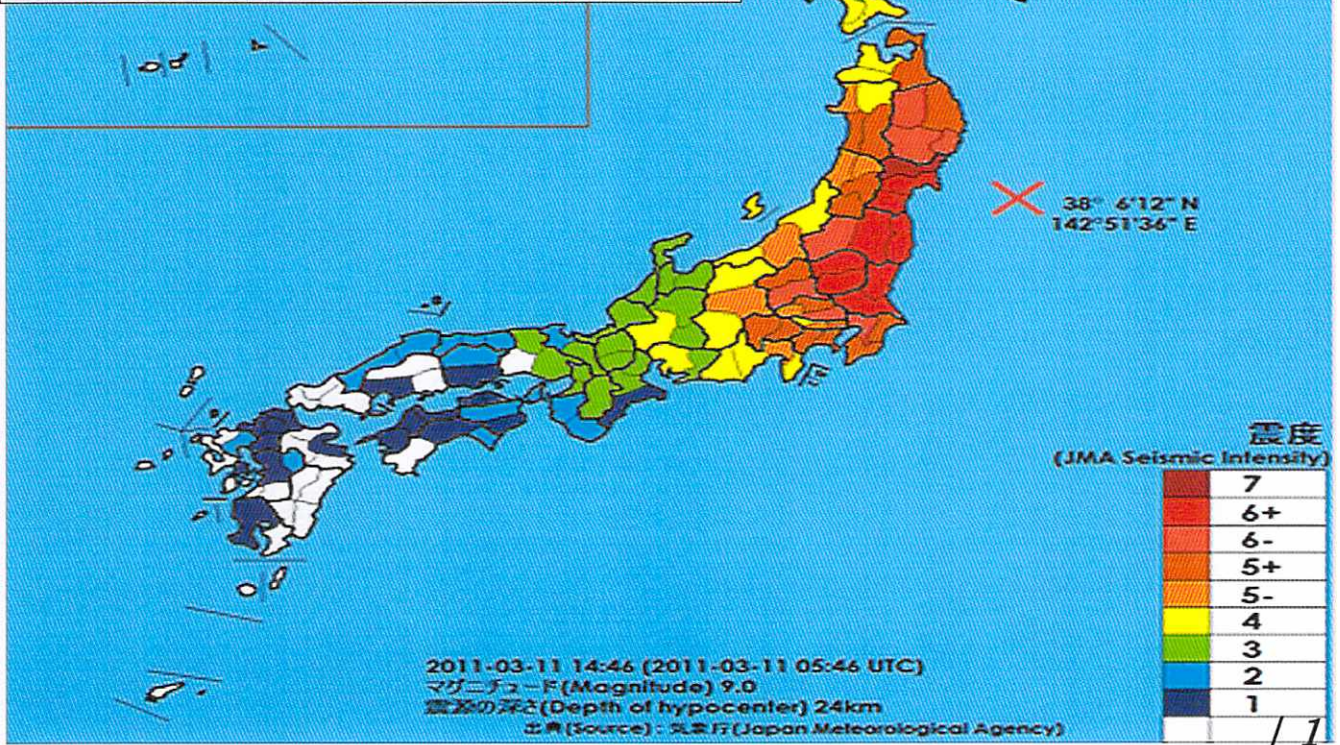 38° 6'12" N
142°51'36" E
震度
(JMA Seismic Intensity)
7
6+
6-
5+
5-
4
3
2
1
2011-03-11 14:46 (2011-03-11 05:46 UTC)
マグニチュード(Magnitude) 9.0
震源の深さ(Depth of hypocenter) 24km
出典(Source) : 気象庁(Japan Meteorological Agency)
/ 1